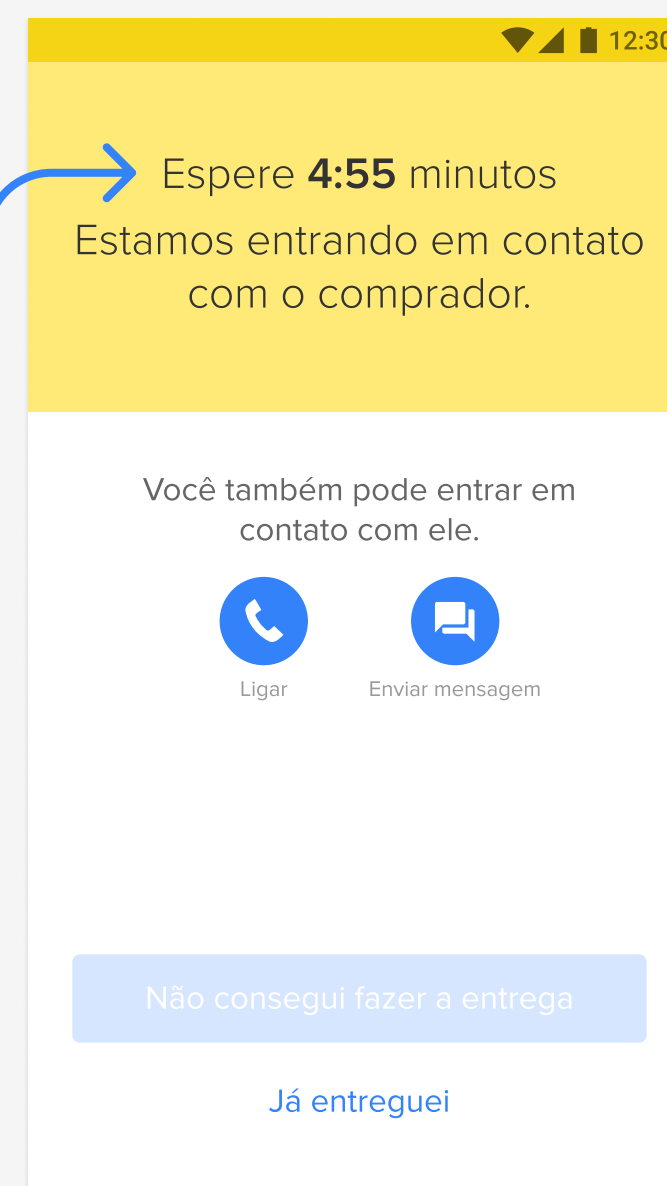 12:30
Espere 4:55 minutos
Estamos entrando em contato
com o comprador.
Você também pode entrar em
contato com ele.
Ligar
Enviar mensagem
Não consegui fazer a entrega
Já entreguei